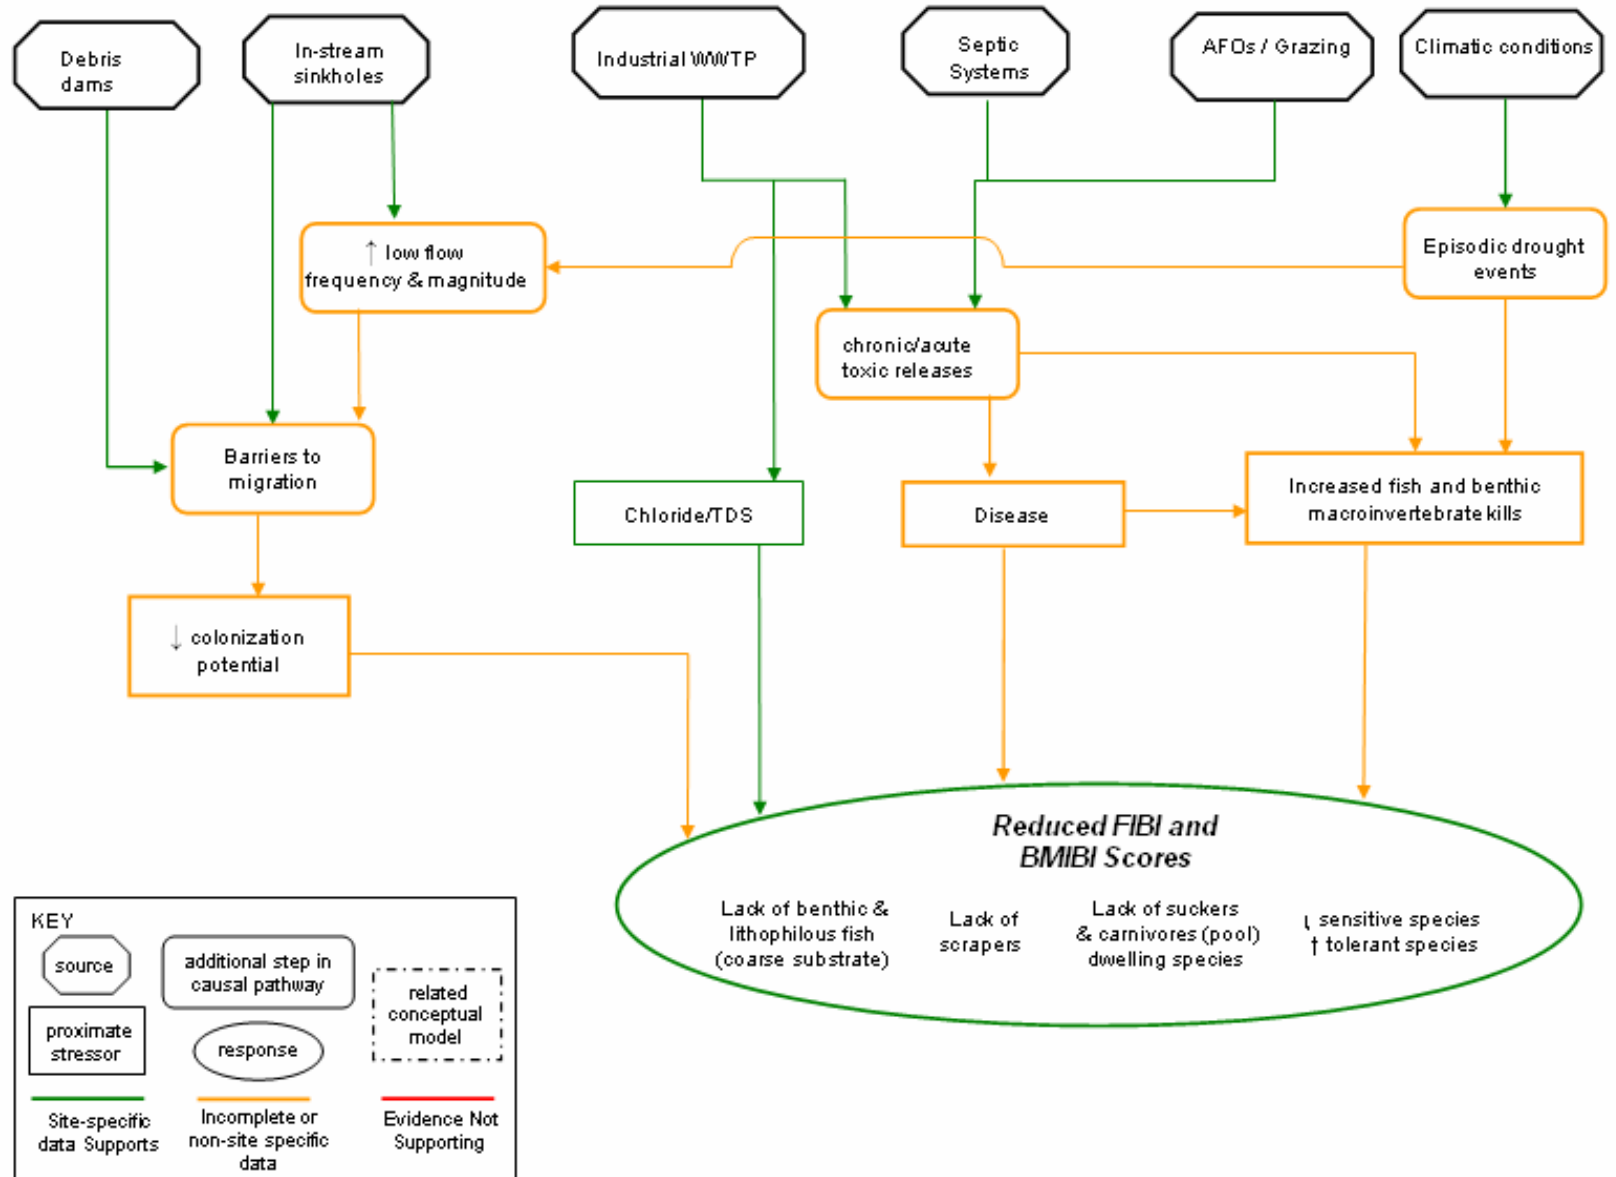 Debris
dams
In-stream
sinkholes
Industrial WWTP
Septic
Systems
AFOs / Grazing
Climatic conditions
↑ low flow
frequency & magnitude
Episodic drought
events
chronic/acute
toxic releases
Barriers to
migration
Chloride/TDS
Disease
Increased fish and benthic
macroinvertebrate kills
↓ colonization
potential
Reduced FIBI and
BMIBI Scores
Lack of benthic &
lithophilous fish
(coarse substrate)
Lack of
scrapers
Lack of suckers
& carnivores (pool)
dwelling species
↓ sensitive species
↑ tolerant species
KEY
source
additional step in
causal pathway
related
conceptual
model
proximate
stressor
response
Site-specific
data Supports
Incomplete or
non-site specific
data
Evidence Not
Supporting